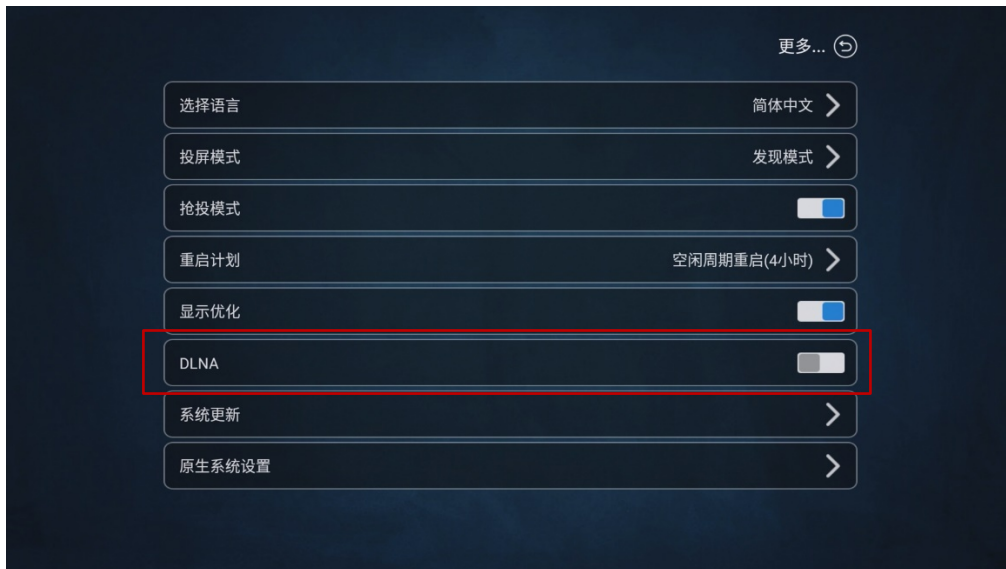 更多...
选择语言 简体中文
投屏模式 发现模式
抢投模式
重启计划 空闲周期重启(4小时)
显示优化
DLNA
系统更新
原生系统设置